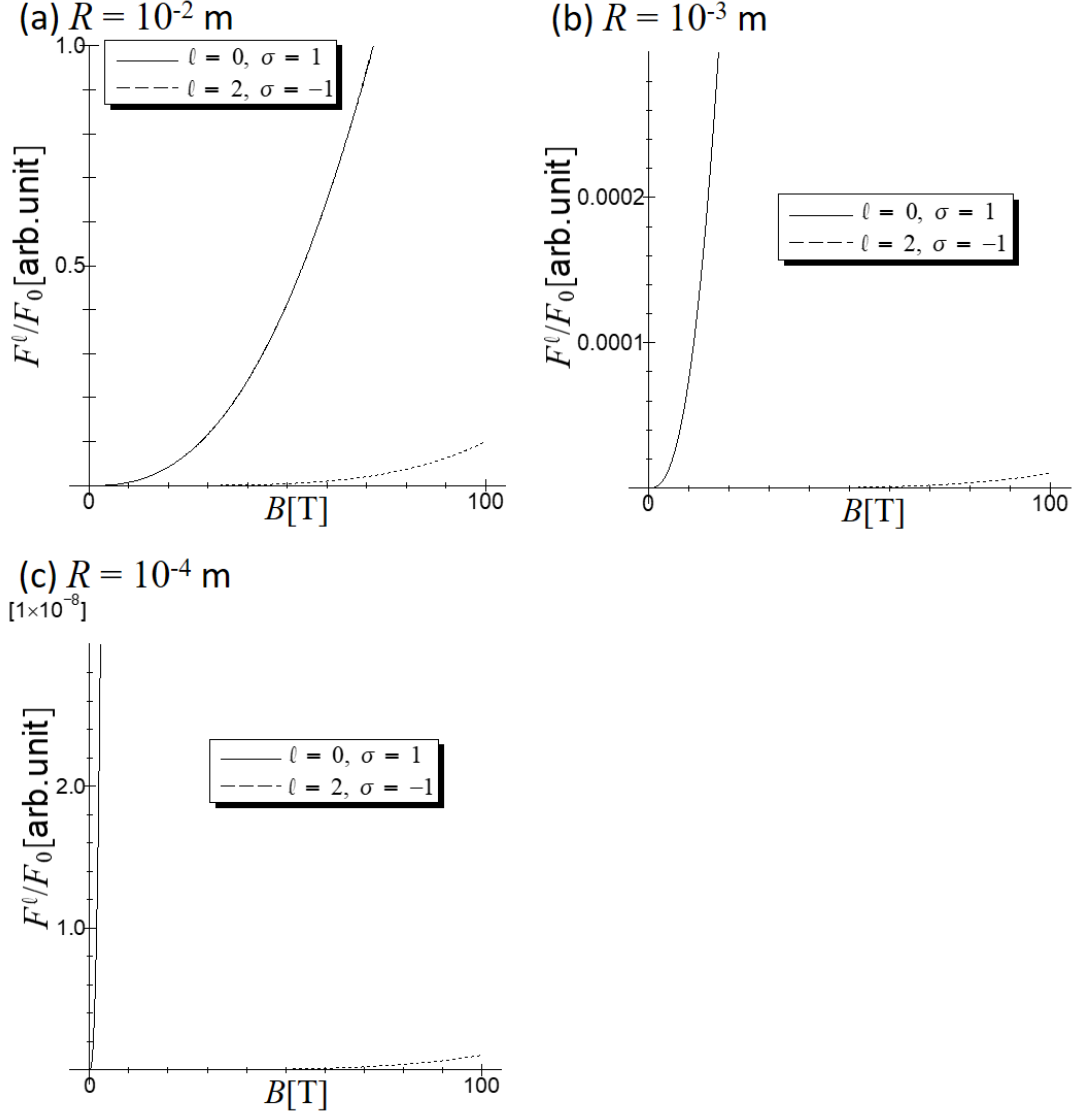 (a) R = 10⁻² m
1.0
ℓ = 0, σ = 1
ℓ = 2, σ = −1
0.5
Fℓ/F₀[arb.unit]
0
B[T]
100
(b) R = 10⁻³ m
0.0002
ℓ = 0, σ = 1
ℓ = 2, σ = −1
0.0001
Fℓ/F₀[arb.unit]
0
B[T]
100
(c) R = 10⁻⁴ m
[1×10⁻⁸]
ℓ = 0, σ = 1
ℓ = 2, σ = −1
2.0
1.0
Fℓ/F₀[arb.unit]
0
B[T]
100